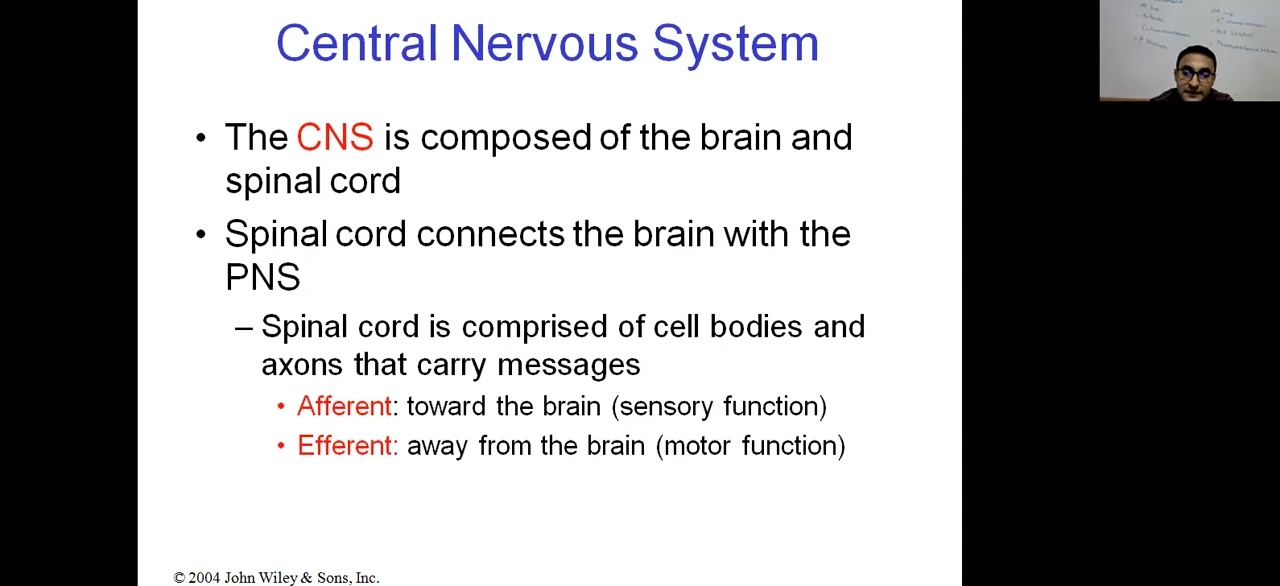 Central Nervous System
• The CNS is composed of the brain and
spinal cord
• Spinal cord connects the brain with the
PNS
– Spinal cord is comprised of cell bodies and
axons that carry messages
• Afferent: toward the brain (sensory function)
• Efferent: away from the brain (motor function)
© 2004 John Wiley & Sons, Inc.